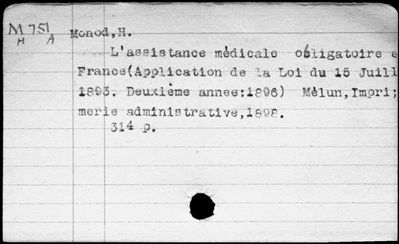 M 751
M A
Monod,H.
L'assistance médicale obligatoire e
France(Application de la Loi du 15 Juill
1893. Deuxième annee:1896) Mélun,Impri;
merie administrative,1898.
314 p.